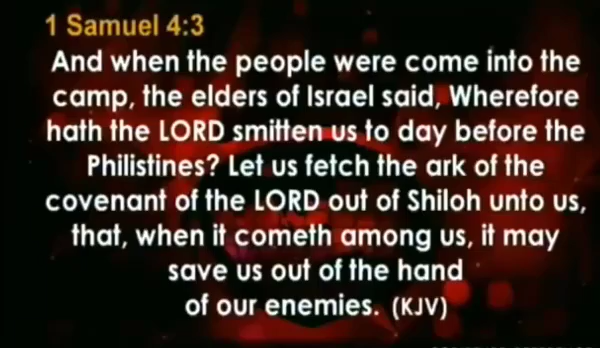 1 Samuel 4:3
And when the people were come into the
camp, the elders of Israel said, Wherefore
hath the LORD smitten us to day before the
Philistines? Let us fetch the ark of the
covenant of the LORD out of Shiloh unto us,
that, when it cometh among us, it may
save us out of the hand
of our enemies. (KJV)